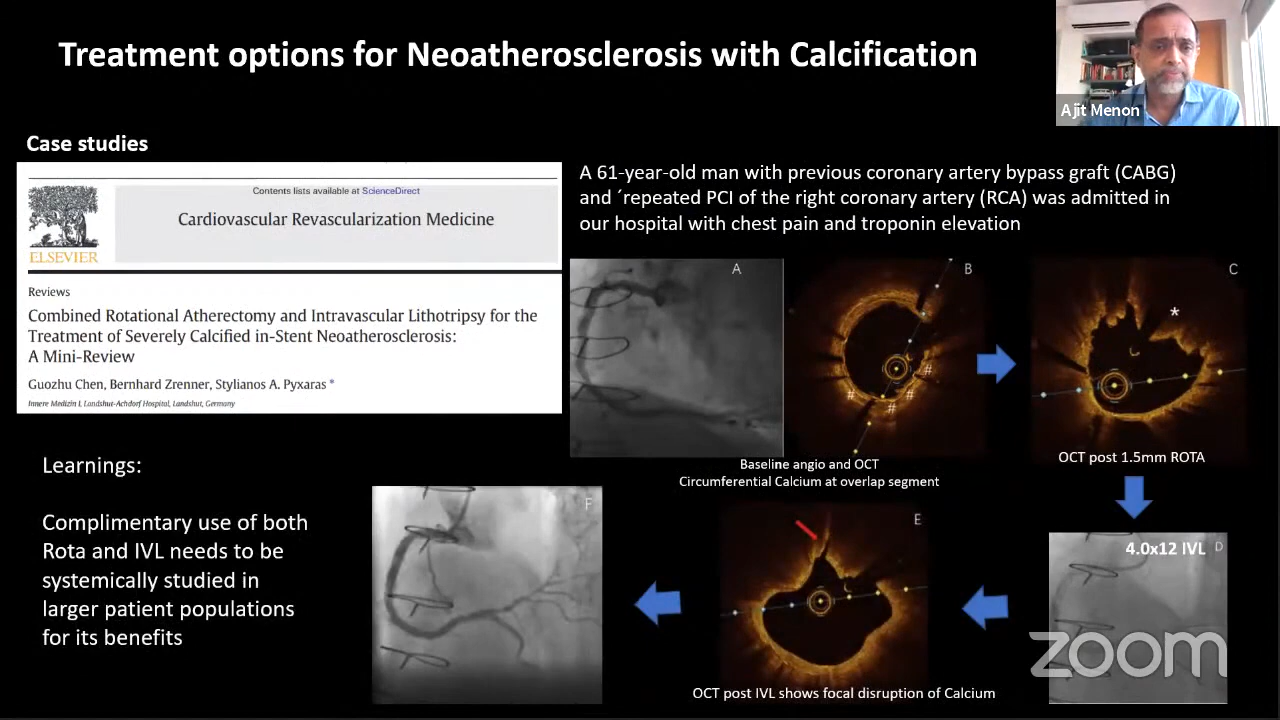 Treatment options for Neoatherosclerosis with Calcification
Ajit Menon
Case studies
Contents lists available at ScienceDirect
Cardiovascular Revascularization Medicine
ELSEVIER
Reviews
Combined Rotational Atherectomy and Intravascular Lithotripsy for the
Treatment of Severely Calcified in-Stent Neoatherosclerosis:
A Mini-Review
Guozhu Chen, Bernhard Zrenner, Stylianos A. Pyxaras *
Innere Medizin I, Landshut-Achdorf Hospital, Landshut, Germany
A 61-year-old man with previous coronary artery bypass graft (CABG)
and ´repeated PCI of the right coronary artery (RCA) was admitted in
our hospital with chest pain and troponin elevation
A
B
#
#
#
#
C
*
Baseline angio and OCT
Circumferential Calcium at overlap segment
OCT post 1.5mm ROTA
Learnings:
Complimentary use of both
Rota and IVL needs to be
systemically studied in
larger patient populations
for its benefits
F
E
4.0x12 IVL D
OCT post IVL shows focal disruption of Calcium
zoom